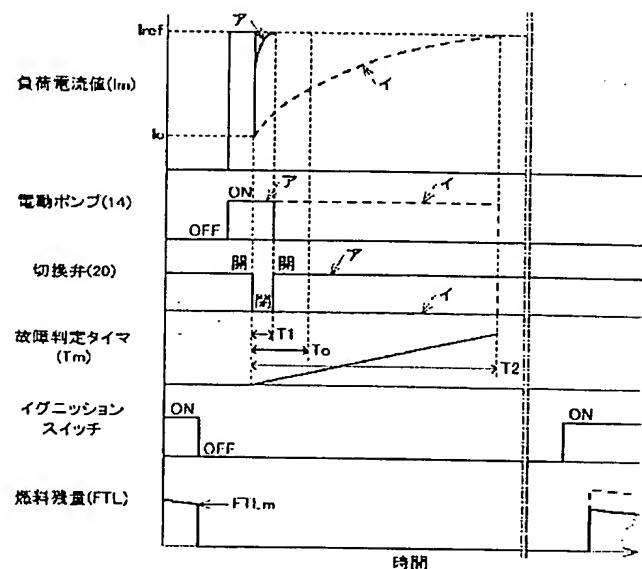 Iref
ア
負荷電流値(Im)
イ
Io
電動ポンプ(14)
ON
ア
イ
OFF
切換弁(20)
開
開
ア
閉
イ
故障判定タイマ
(Tm)
T1
To
T2
イグニッション
スイッチ
ON
OFF
ON
燃料残量(FTL)
FTLm
時間